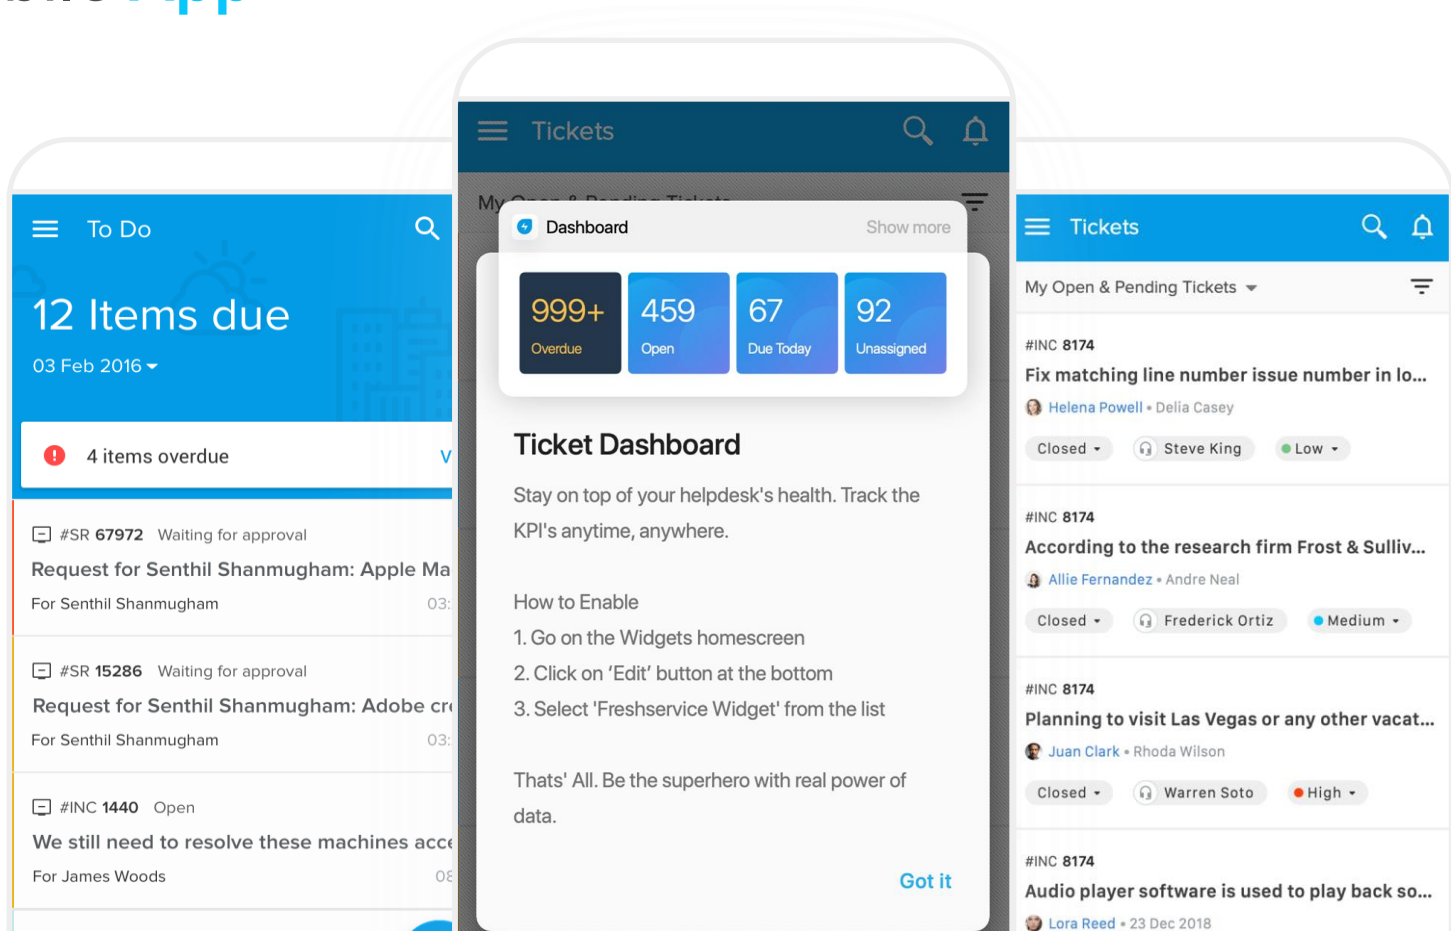 App
To Do
12 Items due
03 Feb 2016
4 items overdue
#SR 67972 Waiting for approval
Request for Senthil Shanmugham: Apple Ma
For Senthil Shanmugham
03:
#SR 15286 Waiting for approval
Request for Senthil Shanmugham: Adobe cr
For Senthil Shanmugham
03:
#INC 1440 Open
We still need to resolve these machines acce
For James Woods
08
Tickets
My Open & Pending Tickets
Dashboard Show more
999+ 459 67 92
Overdue Open Due Today Unassigned
Ticket Dashboard
Stay on top of your helpdesk's health. Track the
KPI's anytime, anywhere.
How to Enable
1. Go on the Widgets homescreen
2. Click on ‘Edit’ button at the bottom
3. Select 'Freshservice Widget' from the list
Thats' All. Be the superhero with real power of
data.
Got it
Tickets
My Open & Pending Tickets
#INC 8174
Fix matching line number issue number in lo...
Helena Powell • Delia Casey
Closed Steve King Low
#INC 8174
According to the research firm Frost & Sulliv...
Allie Fernandez • Andre Neal
Closed Frederick Ortiz Medium
#INC 8174
Planning to visit Las Vegas or any other vacat...
Juan Clark • Rhoda Wilson
Closed Warren Soto High
#INC 8174
Audio player software is used to play back so...
Lora Reed • 23 Dec 2018